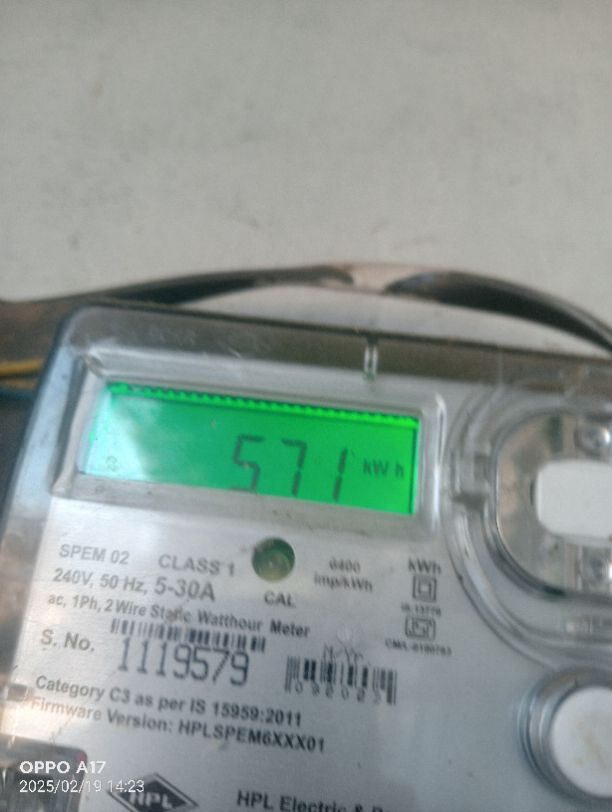 571 kWh
SPEM 02 CLASS 1 6400 kWh
240V, 50 Hz, 5-30A imp/kWh
ac, 1Ph, 2 Wire Static Watthour Meter
CAL
S. No. 1119579
Category C3 as per IS 15959:2011
Firmware Version: HPLSPEM6XXX01
HPL HPL Electric &
OPPO A17
2025/02/19 14:23